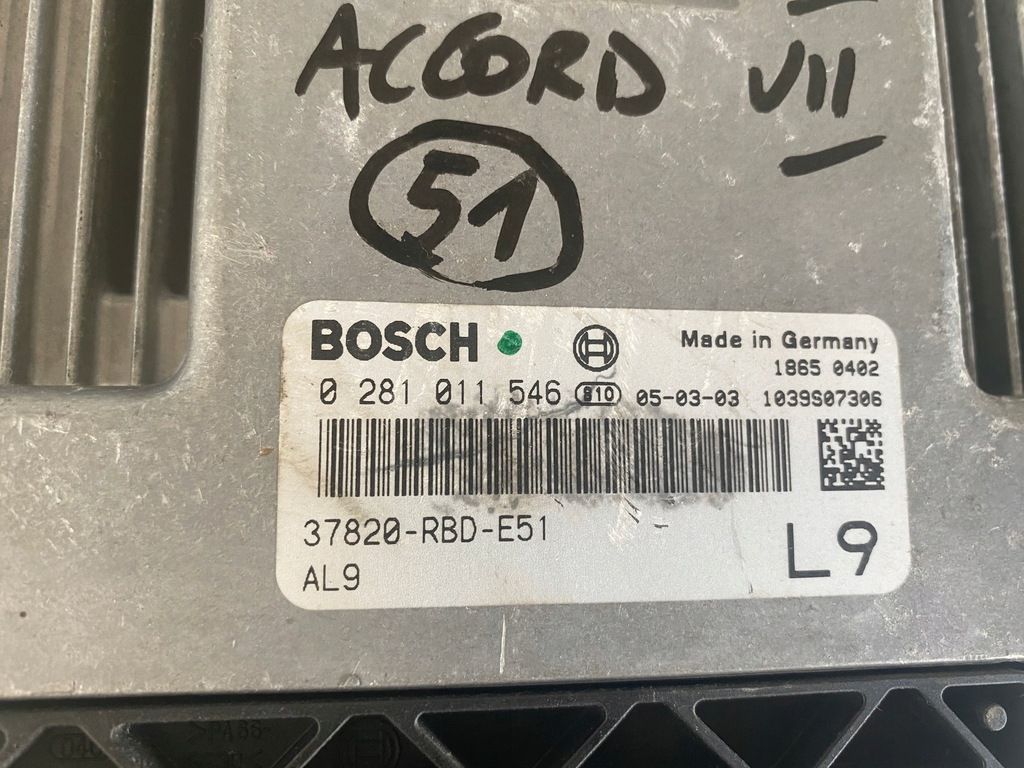 ACCORD VII
51
BOSCH Made in Germany
1865 0402
0 281 011 546 810 05-03-03 1039S07306
37820-RBD-E51
AL9 L9